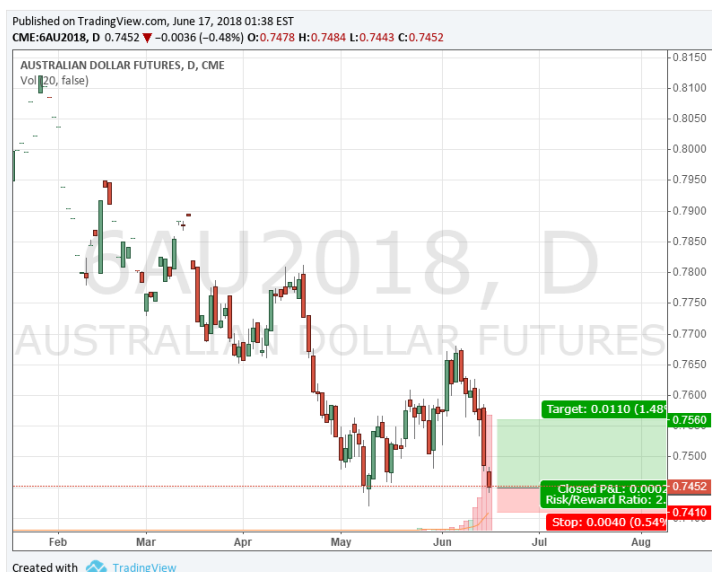 Published on TradingView.com, June 17, 2018 01:38 EST
CME:6AU2018, D 0.7452 ▼ −0.0036 (−0.48%) O:0.7478 H:0.7484 L:0.7443 C:0.7452
AUSTRALIAN DOLLAR FUTURES, D, CME
Vol (20, false)
6AU2018, D
AUSTRALIAN DOLLAR FUTURES
0.8150
0.8100
0.8050
0.8000
0.7950
0.7900
0.7850
0.7800
0.7750
0.7700
0.7650
0.7600
Target: 0.0110 (1.48
0.7560
0.7500
Closed P&L: 0.0002
0.7452
Risk/Reward Ratio: 2.
0.7410
Stop: 0.0040 (0.54%
Feb Mar Apr May Jun Jul Aug
Created with TradingView